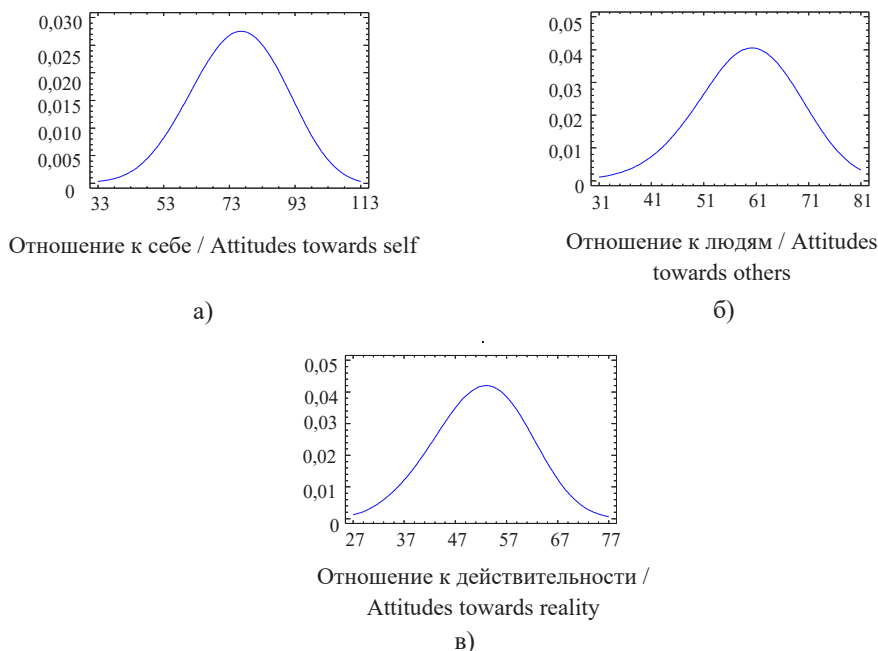 0,030
0,020
0,015
0,010
0,005
0
33 53 73 93 113
Отношение к себе / Attitudes towards self
а)
0,05
0,04
0,03
0,02
0,01
0
31 41 51 61 71 81
Отношение к людям / Attitudes
towards others
б)
0,05
0,04
0,03
0,02
0,01
0
27 37 47 57 67 77
Отношение к действительности /
Attitudes towards reality
в)